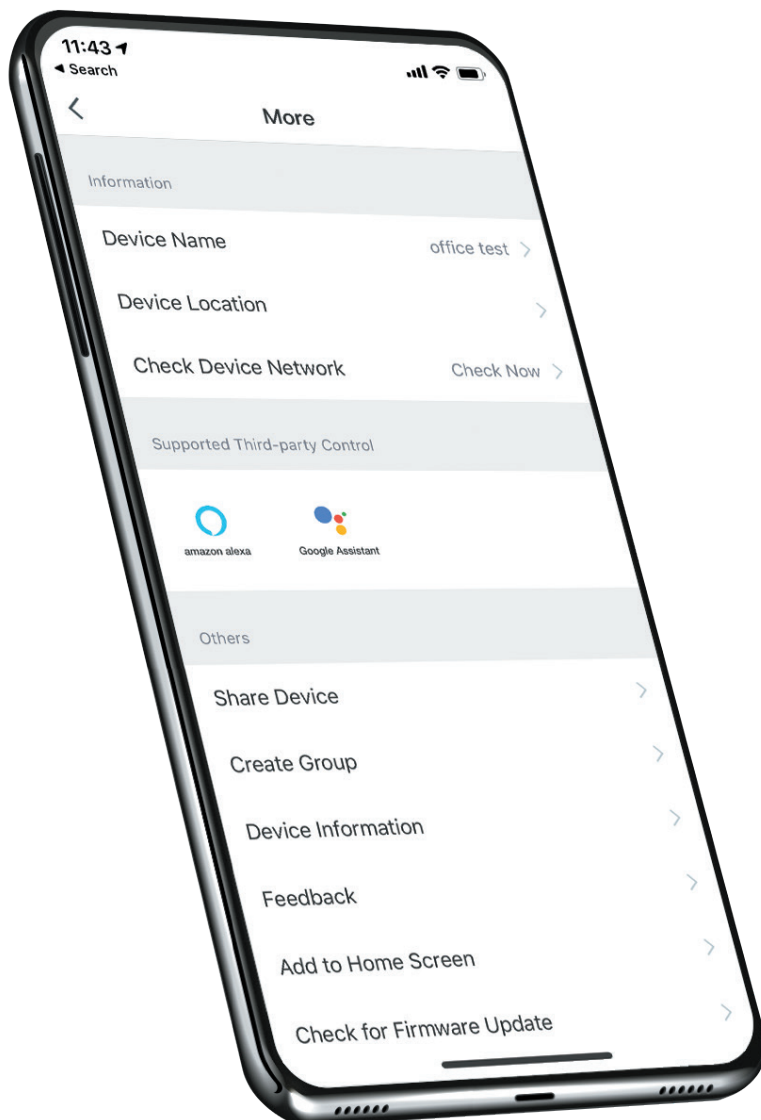 11:43
Search
More
Information
Device Name office test
Device Location
Check Device Network Check Now
Supported Third-party Control
amazon alexa Google Assistant
Others
Share Device
Create Group
Device Information
Feedback
Add to Home Screen
Check for Firmware Update